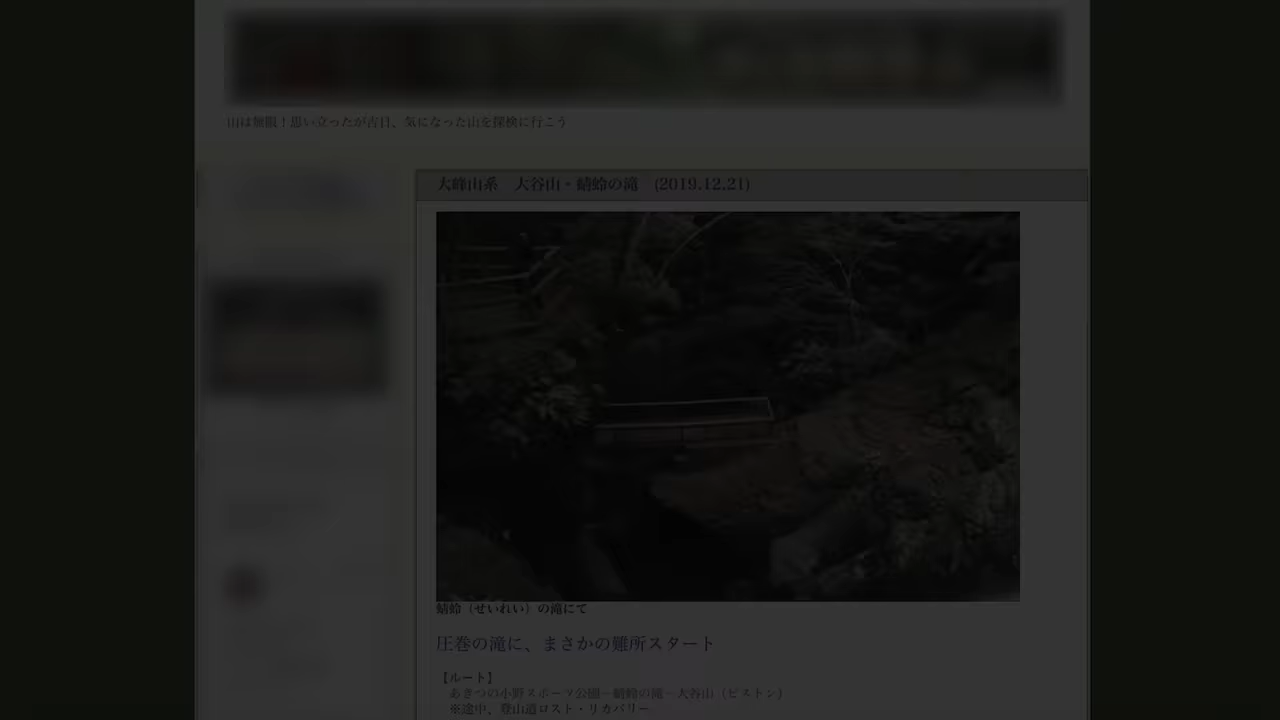 山は無限！思い立ったが吉日、気になった山を探検に行こう
大峰山系　大谷山・蜻蛉の滝　(2019.12.21)
蜻蛉（せいれい）の滝にて
圧巻の滝に、まさかの難所スタート
【ルート】
あきつの小野スポーツ公園－蜻蛉の滝－大谷山（ピストン）
※途中、登山道ロスト・リカバリー